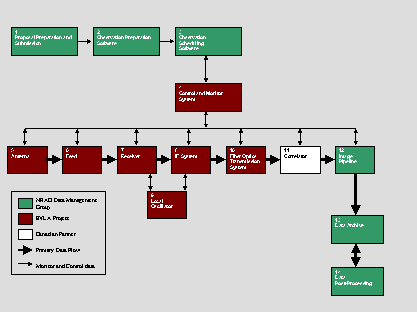 1
Proposal Preparation and
Submission
2
Observation Preparation
Software
3
Observation
Scheduling
Software
Control and Monitor
System
5
Antenna
6
Feed
7
Receiver
8
IF System
10
Fiber Optics
Transmission
System
11
Correlator
12
Image
Pipeline
9
Local
Oscillator
13
Data Archive
14
Data
Post-Processing
NRAO Data Management
Group
EVLA Project
Canadian Partner
Primary Data Flow
Monitor and Control data